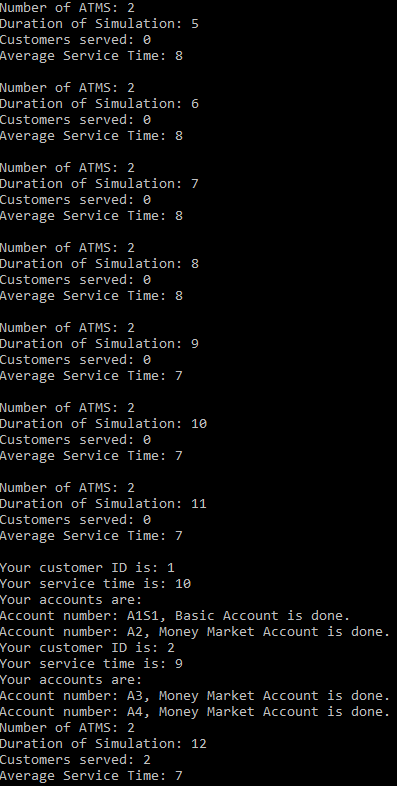 Number of ATMS: 2
Duration of Simulation: 5
Customers served: 0
Average Service Time: 8
Number of ATMS: 2
Duration of Simulation: 6
Customers served: 0
Average Service Time: 8
Number of ATMS: 2
Duration of Simulation: 7
Customers served: 0
Average Service Time: 8
Number of ATMS: 2
Duration of Simulation: 8
Customers served: 0
Average Service Time: 8
Number of ATMS: 2
Duration of Simulation: 9
Customers served: 0
Average Service Time: 7
Number of ATMS: 2
Duration of Simulation: 10
Customers served: 0
Average Service Time: 7
Number of ATMS: 2
Duration of Simulation: 11
Customers served: 0
Average Service Time: 7
Your customer ID is: 1
Your service time is: 10
Your accounts are:
Account number: A1S1, Basic Account is done.
Account number: A2, Money Market Account is done.
Your customer ID is: 2
Your service time is: 9
Your accounts are:
Account number: A3, Money Market Account is done.
Account number: A4, Money Market Account is done.
Number of ATMS: 2
Duration of Simulation: 12
Customers served: 2
Average Service Time: 7